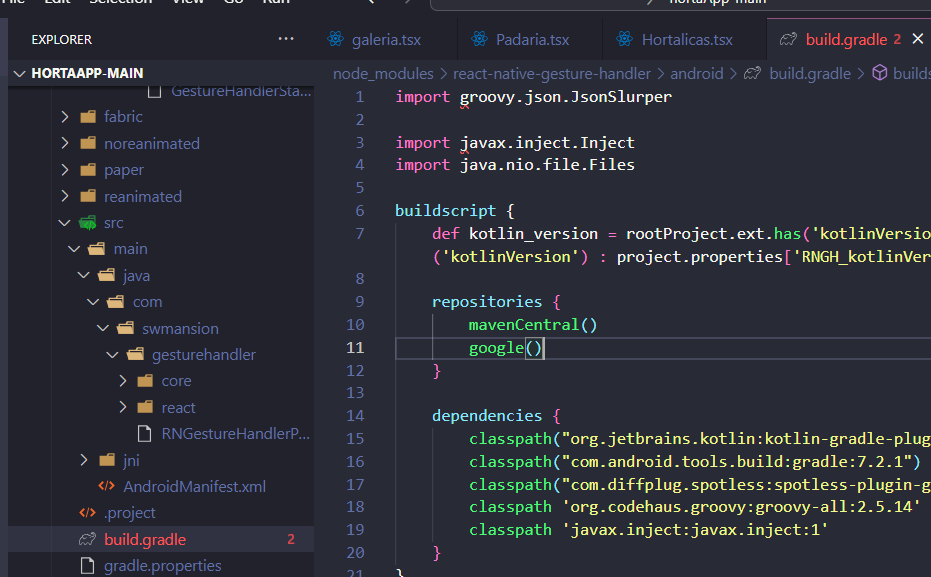 File Edit Selection View Go Run
hortaApp-main
EXPLORER ···
galeria.tsx Padaria.tsx Hortalicas.tsx build.gradle 2
HORTAAPP-MAIN
GestureHandlerSta...
fabric
noreanimated
paper
reanimated
src
main
java
com
swmansion
gesturehandler
core
react
RNGestureHandlerP...
jni
AndroidManifest.xml
.project
build.gradle 2
gradle.properties
node_modules > react-native-gesture-handler > android > build.gradle > builds
1 import groovy.json.JsonSlurper
2
3 import javax.inject.Inject
4 import java.nio.file.Files
5
6 buildscript {
7 def kotlin_version = rootProject.ext.has('kotlinVersio
('kotlinVersion') : project.properties['RNGH_kotlinVer
8
9 repositories {
10 mavenCentral()
11 google()
12 }
13
14 dependencies {
15 classpath("org.jetbrains.kotlin:kotlin-gradle-plug
16 classpath("com.android.tools.build:gradle:7.2.1")
17 classpath("com.diffplug.spotless:spotless-plugin-g
18 classpath 'org.codehaus.groovy:groovy-all:2.5.14'
19 classpath 'javax.inject:javax.inject:1'
20 }
21 }